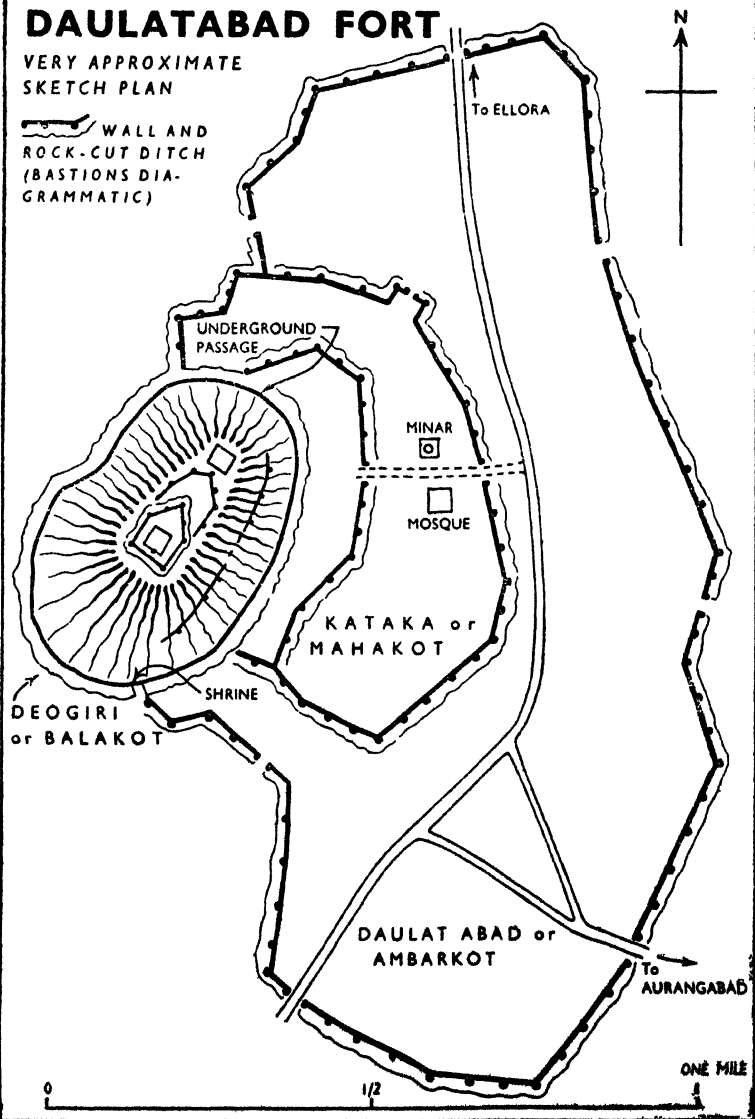 DAULATABAD FORT
VERY APPROXIMATE
SKETCH PLAN
WALL AND
ROCK-CUT DITCH
(BASTIONS DIA-
GRAMMATIC)
N
To ELLORA
UNDERGROUND
PASSAGE
MINAR
MOSQUE
KATAKA or
MAHAKOT
SHRINE
DEOGIRI
or BALAKOT
DAULAT ABAD or
AMBARKOT
To
AURANGABAD
ONE MILE
0 1/2 1